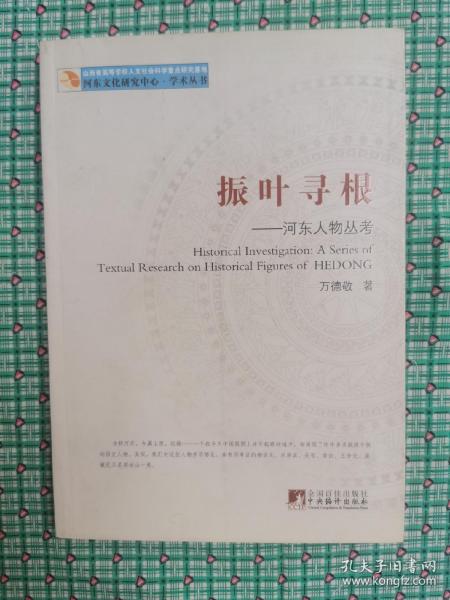 山西省高等学校人文社会科学重点研究基地
河东文化研究中心·学术丛书
振叶寻根
——河东人物丛考
Historical Investigation: A Series of
Textual Research on Historical Figures of HEDONG
万德敬 著
全国百佳出版社
中央编译出版社
Central Compilation & Translation Press
孔夫子旧书网
www.kongfz.com